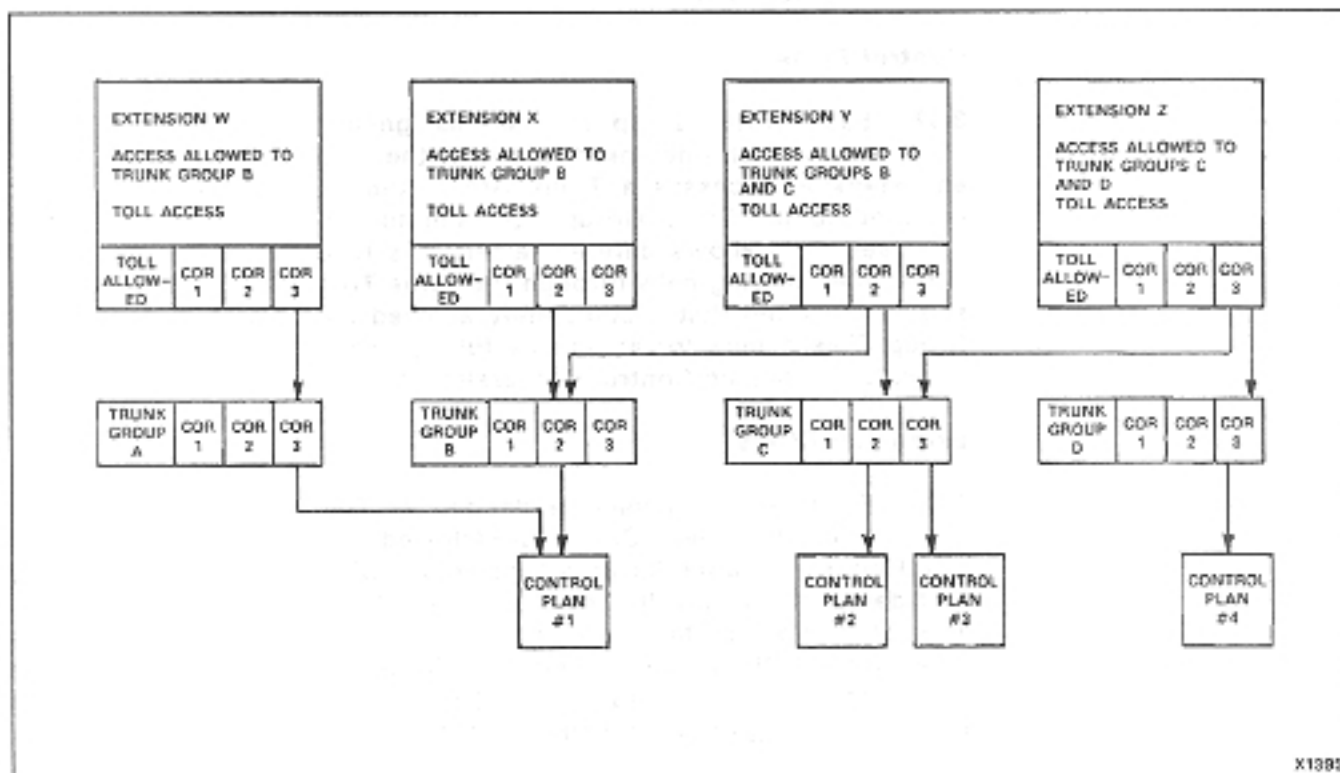 EXTENSION W
ACCESS ALLOWED TO
TRUNK GROUP B
TOLL ACCESS
TOLL
ALLOW-
ED
COR
1
COR
2
COR
3
EXTENSION X
ACCESS ALLOWED TO
TRUNK GROUP B
TOLL ACCESS
TOLL
ALLOW-
ED
COR
1
COR
2
COR
3
EXTENSION Y
ACCESS ALLOWED TO
TRUNK GROUPS B
AND C
TOLL ACCESS
TOLL
ALLOW-
ED
COR
1
COR
2
COR
3
EXTENSION Z
ACCESS ALLOWED TO
TRUNK GROUPS C
AND D
TOLL ACCESS
TOLL
ALLOW-
ED
COR
1
COR
2
COR
3
TRUNK
GROUP
A
COR
1
COR
2
COR
3
TRUNK
GROUP
B
COR
1
COR
2
COR
3
TRUNK
GROUP
C
COR
1
COR
2
COR
3
TRUNK
GROUP
D
COR
1
COR
2
COR
3
CONTROL
PLAN
#1
CONTROL
PLAN
#2
CONTROL
PLAN
#3
CONTROL
PLAN
#4